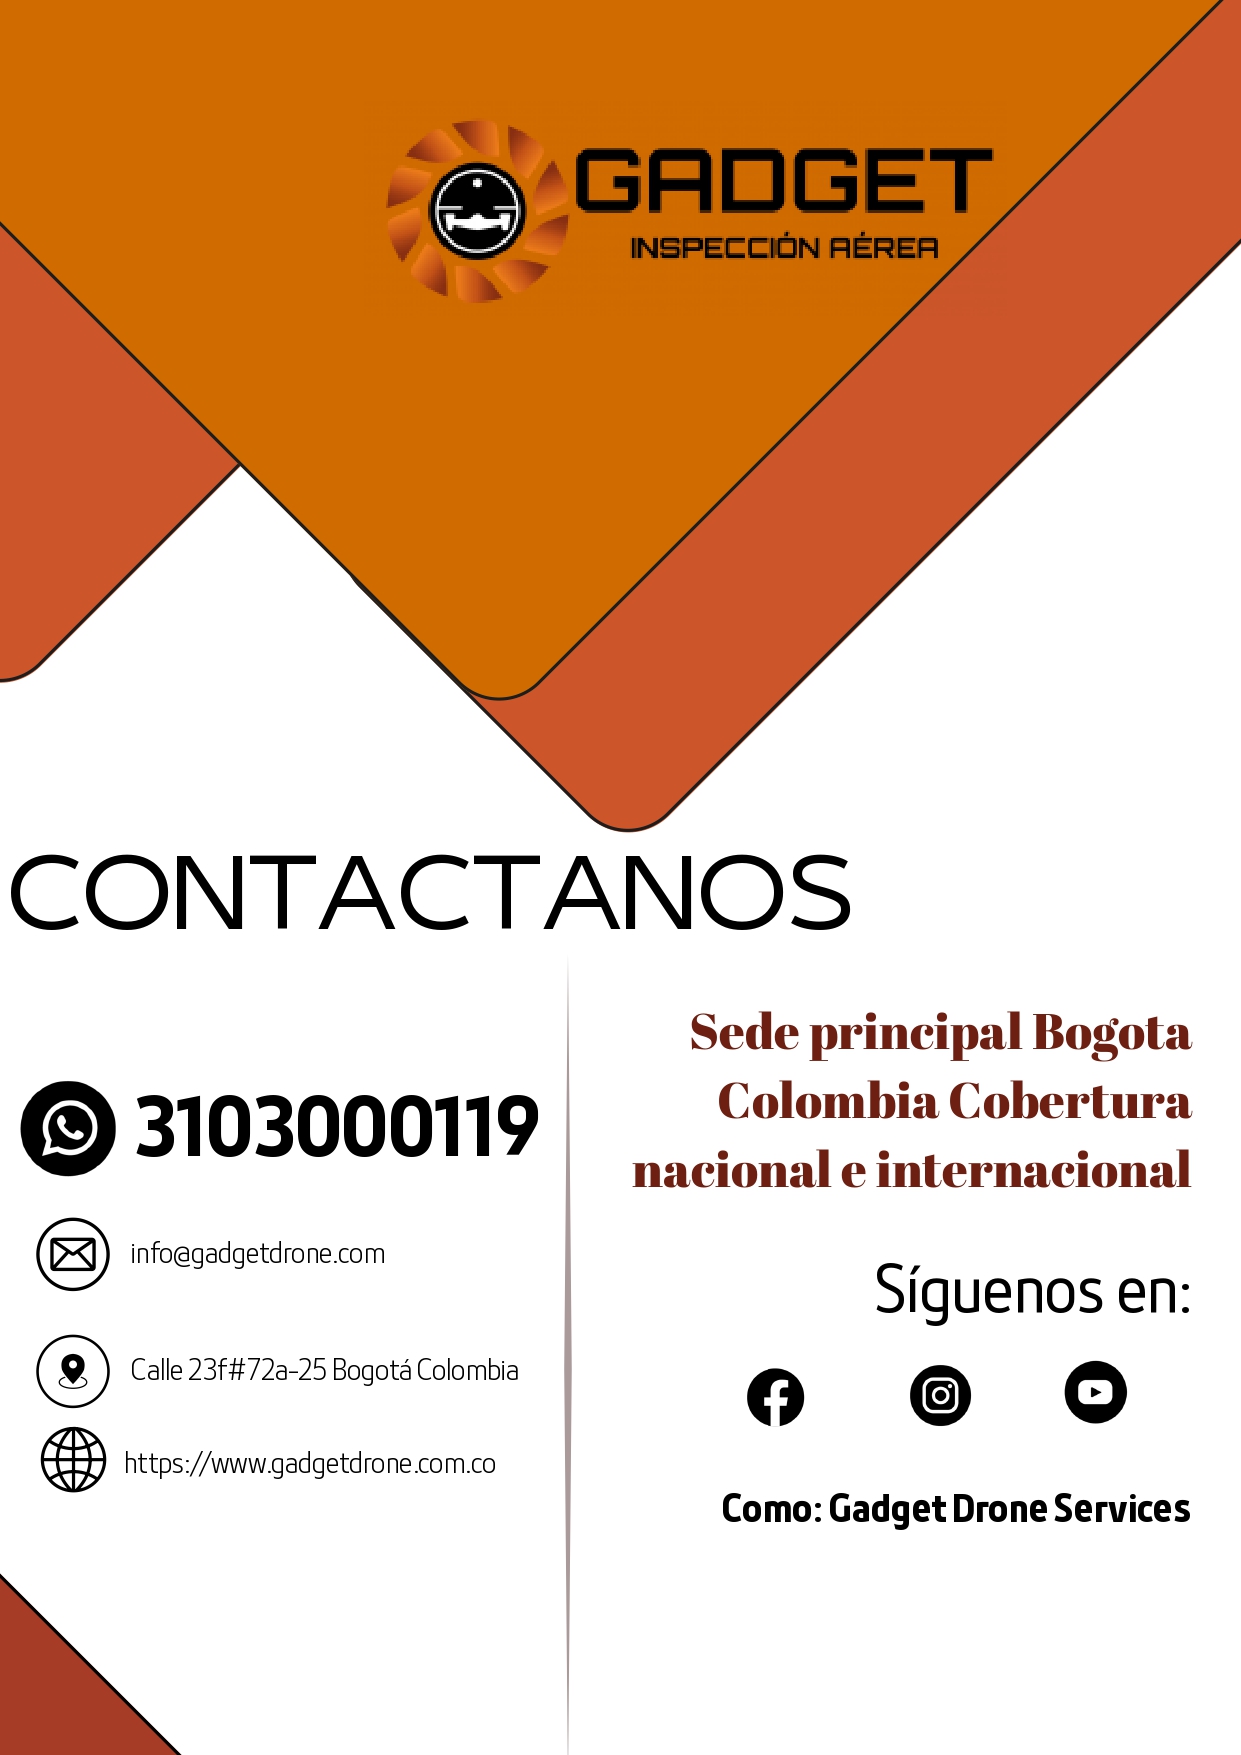 GADGET
INSPECCIÓN AÉREA
CONTACTANOS
3103000119
info@gadgetdrone.com
Calle 23f#72a-25 Bogotá Colombia
https://www.gadgetdrone.com.co
Sede principal Bogota
Colombia Cobertura
nacional e internacional
Síguenos en:
Como: Gadget Drone Services